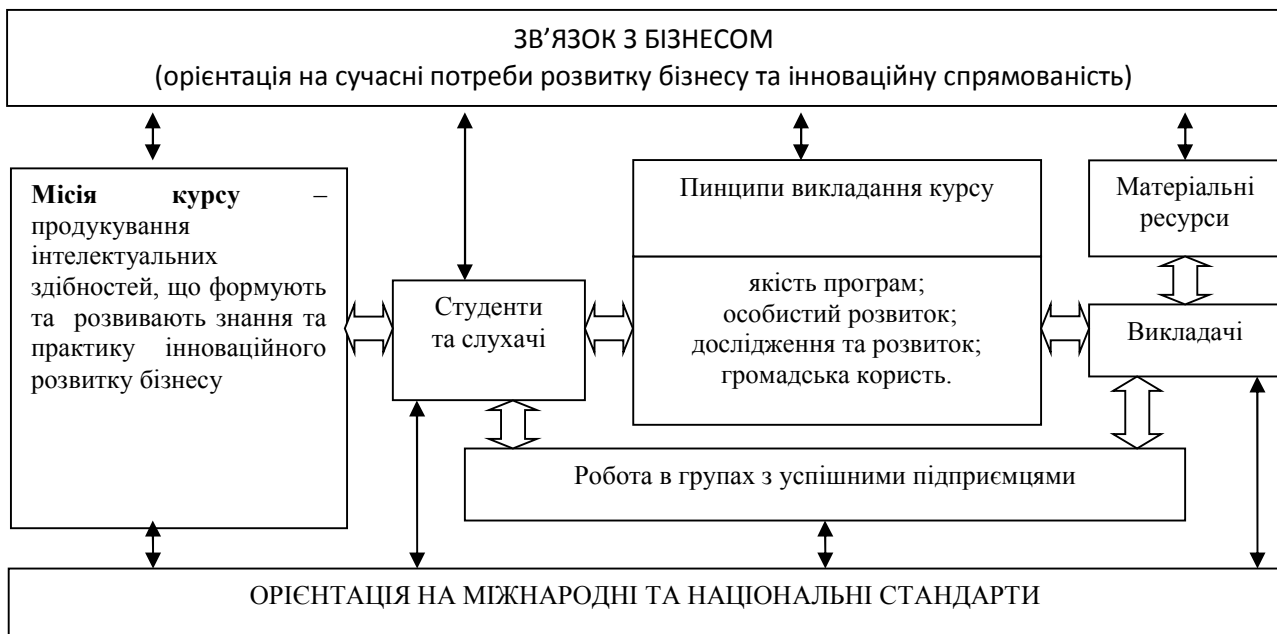 ЗВ’ЯЗОК З БІЗНЕСОМ
(орієнтація на сучасні потреби розвитку бізнесу та інноваційну спрямованість)
Місія курсу –
продукування
інтелектуальних
здібностей, що формують
та розвивають знання та
практику інноваційного
розвитку бізнесу
Студенти
та слухачі
Пинципи викладання курсу
якість програм;
особистий розвиток;
дослідження та розвиток;
громадська користь.
Матеріальні
ресурси
Викладачі
Робота в групах з успішними підприємцями
ОРІЄНТАЦІЯ НА МІЖНАРОДНІ ТА НАЦІОНАЛЬНІ СТАНДАРТИ